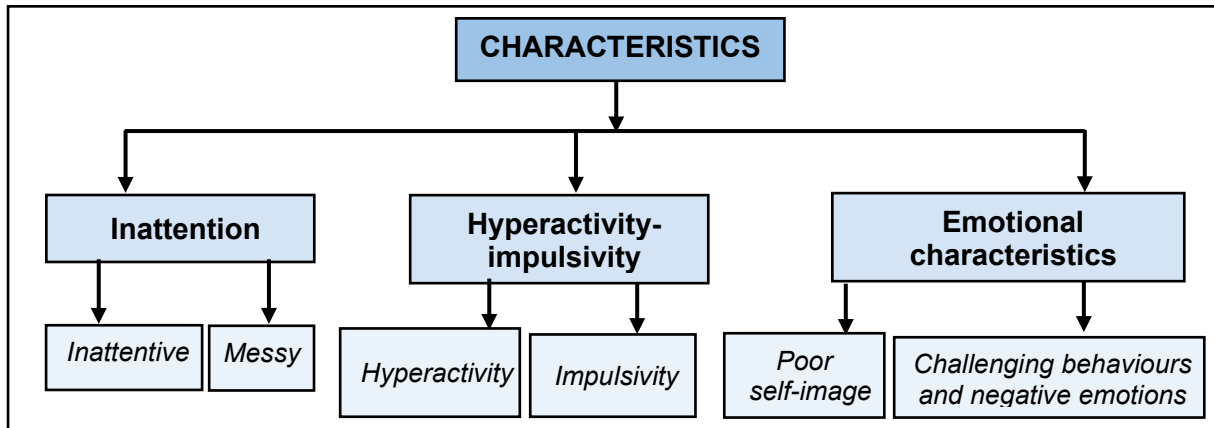 CHARACTERISTICS
Inattention
Hyperactivity-
impulsivity
Emotional
characteristics
Inattentive
Messy
Hyperactivity
Impulsivity
Poor
self-image
Challenging behaviours
and negative emotions